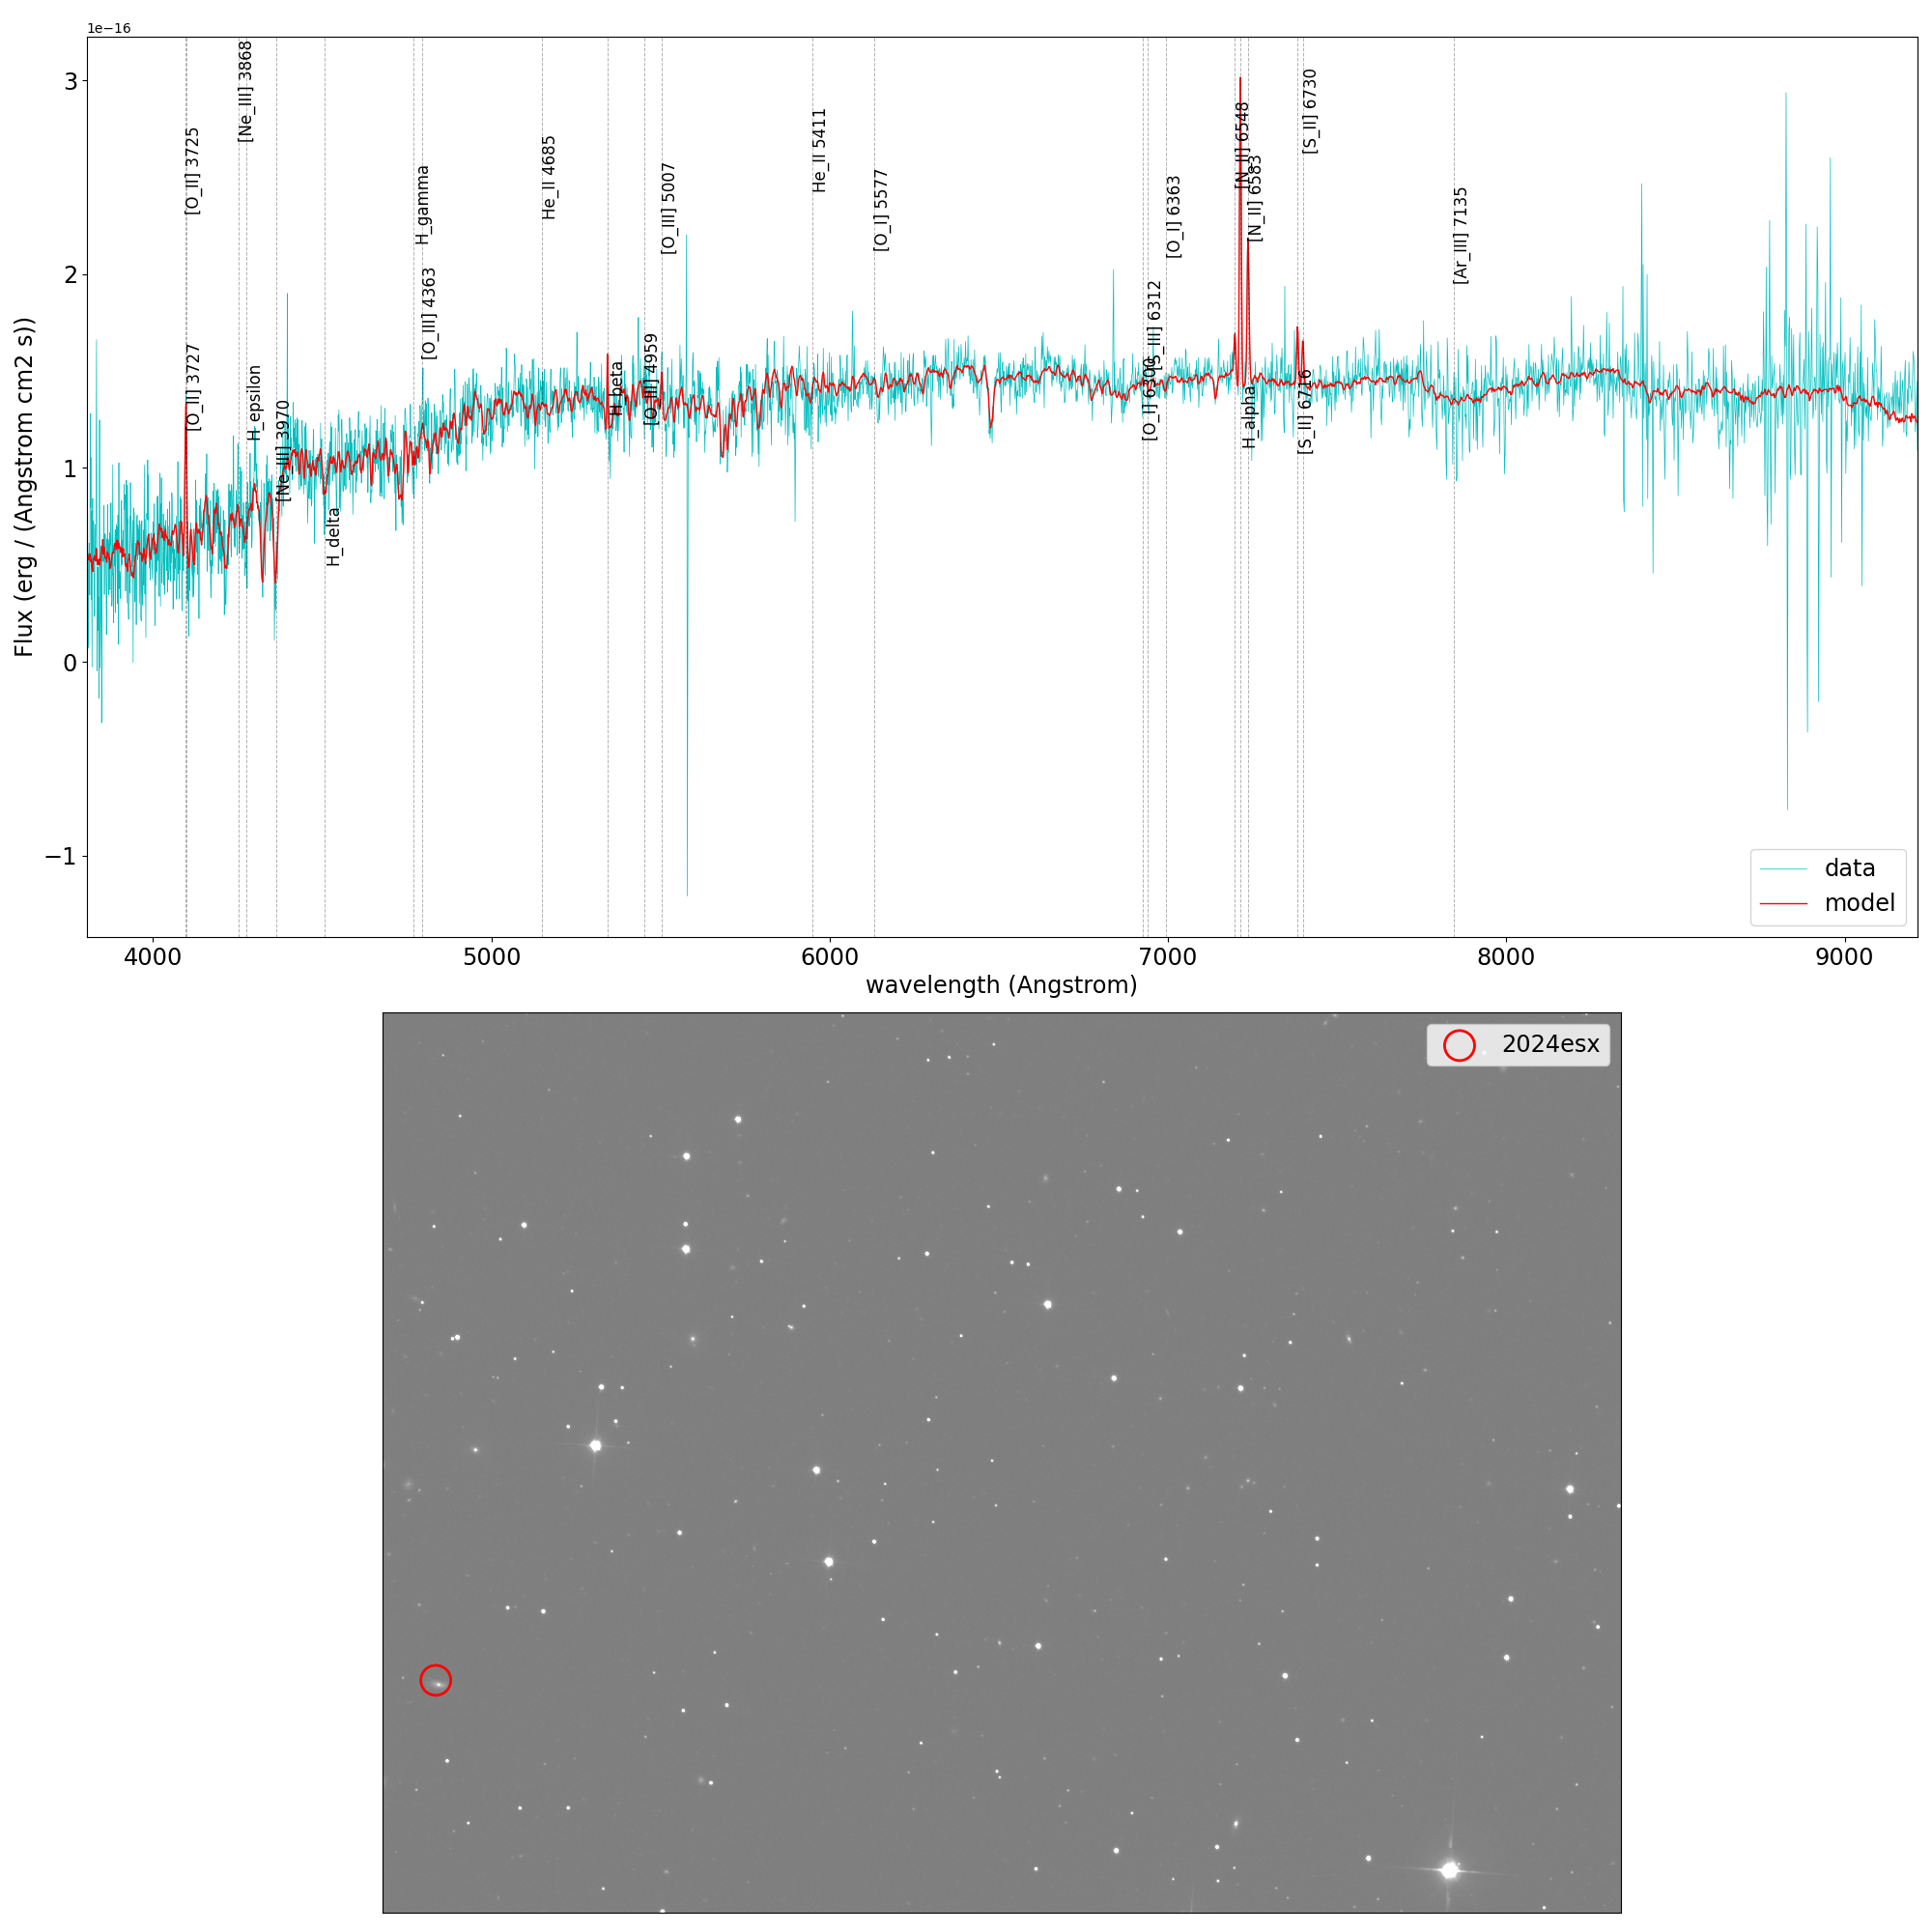 1e−16
3
2
1
0
−1
Flux (erg / (Angstrom cm2 s))
[O_II] 3725
[O_II] 3727
[Ne_III] 3868
H_epsilon
[Ne_III] 3970
H_delta
H_gamma
[O_III] 4363
He_II 4685
H_beta
[O_III] 4959
[O_III] 5007
He_II 5411
[O_I] 5577
[O_I] 6300
[S_III] 6312
[O_I] 6363
[N_II] 6548
H_alpha
[N_II] 6583
[S_II] 6716
[S_II] 6730
[Ar_III] 7135
data
model
4000 5000 6000 7000 8000 9000
wavelength (Angstrom)
2024esx